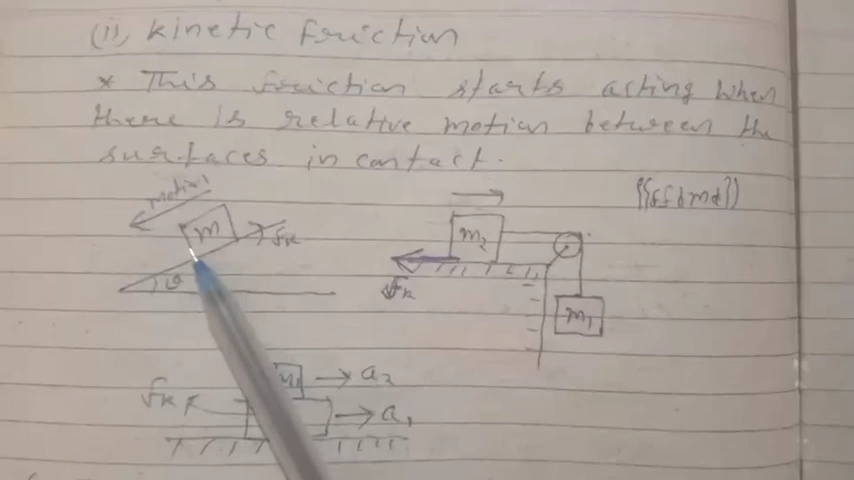 (ii) Kinetic friction
* This friction starts acting when
there is relative motion between the
surfaces in contact.
motion
m
fk
θ
m2
fk
m1
a2
fk
a1